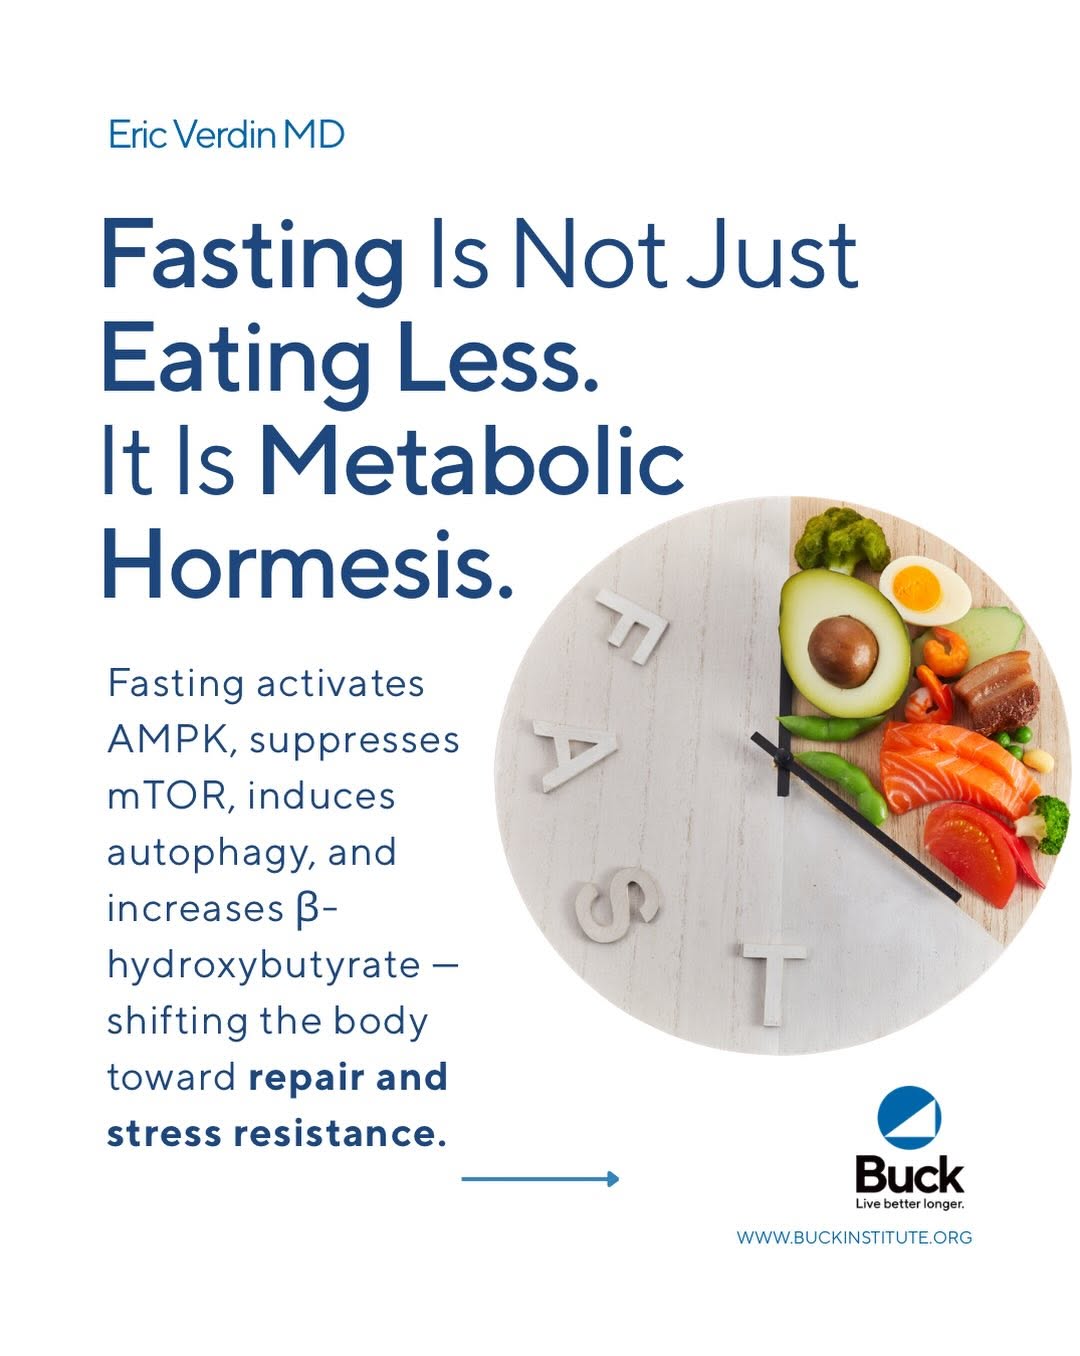 Eric Verdin MD
Fasting Is Not Just
Eating Less.
It Is Metabolic
Hormesis.
Fasting activates
AMPK, suppresses
mTOR, induces
autophagy, and
increases β-
hydroxybutyrate —
shifting the body
toward repair and
stress resistance.
F
A
S
T
Buck
Live better longer.
WWW.BUCKINSTITUTE.ORG